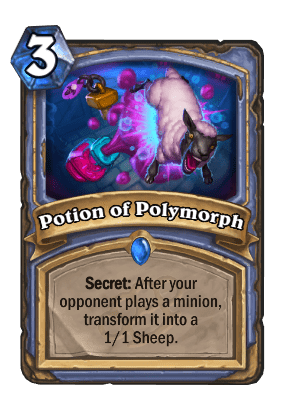 3
Potion of Polymorph
Secret: After your
opponent plays a minion,
transform it into a
1/1 Sheep.